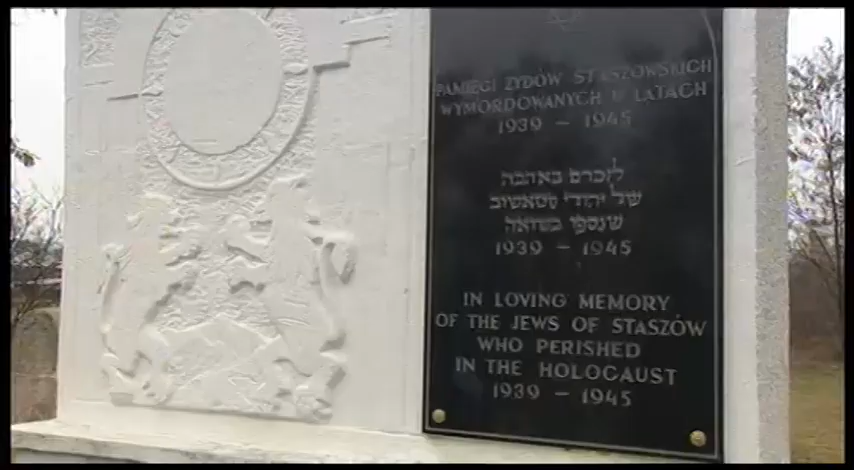 PAMIĘCI ŻYDÓW STASZOWSKICH
WYMORDOWANYCH W LATACH
1939 – 1945
לזכרם באהבה
של יהודי סטאשוב
שנספו בשואה
1939 – 1945
IN LOVING MEMORY
OF THE JEWS OF STASZÓW
WHO PERISHED
IN THE HOLOCAUST
1939 – 1945